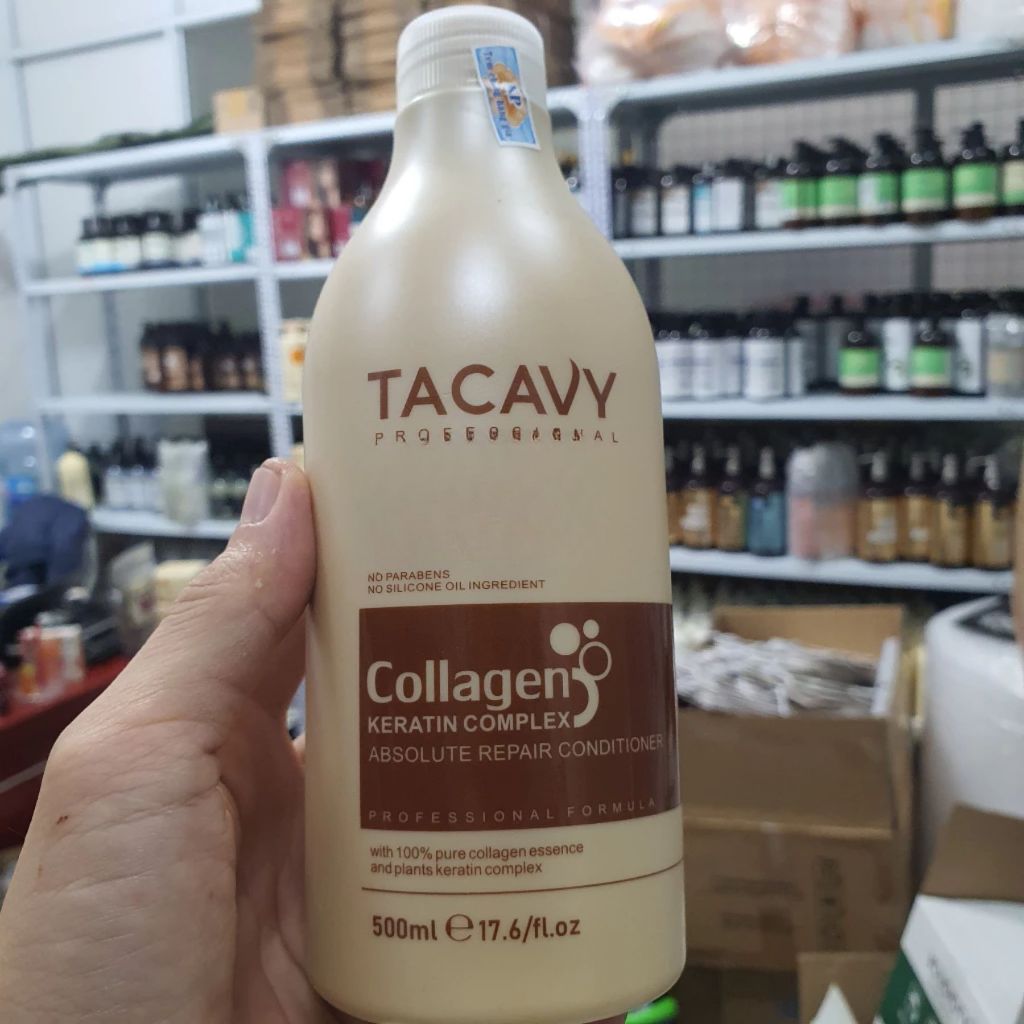 TACAVY
PROFESSIONAL
NO PARABENS
NO SILICONE OIL INGREDIENT
Collagen
KERATIN COMPLEX
ABSOLUTE REPAIR CONDITIONER
PROFESSIONAL FORMULA
with 100% pure collagen essence
and plants keratin complex
500ml ℮ 17.6/fl.oz